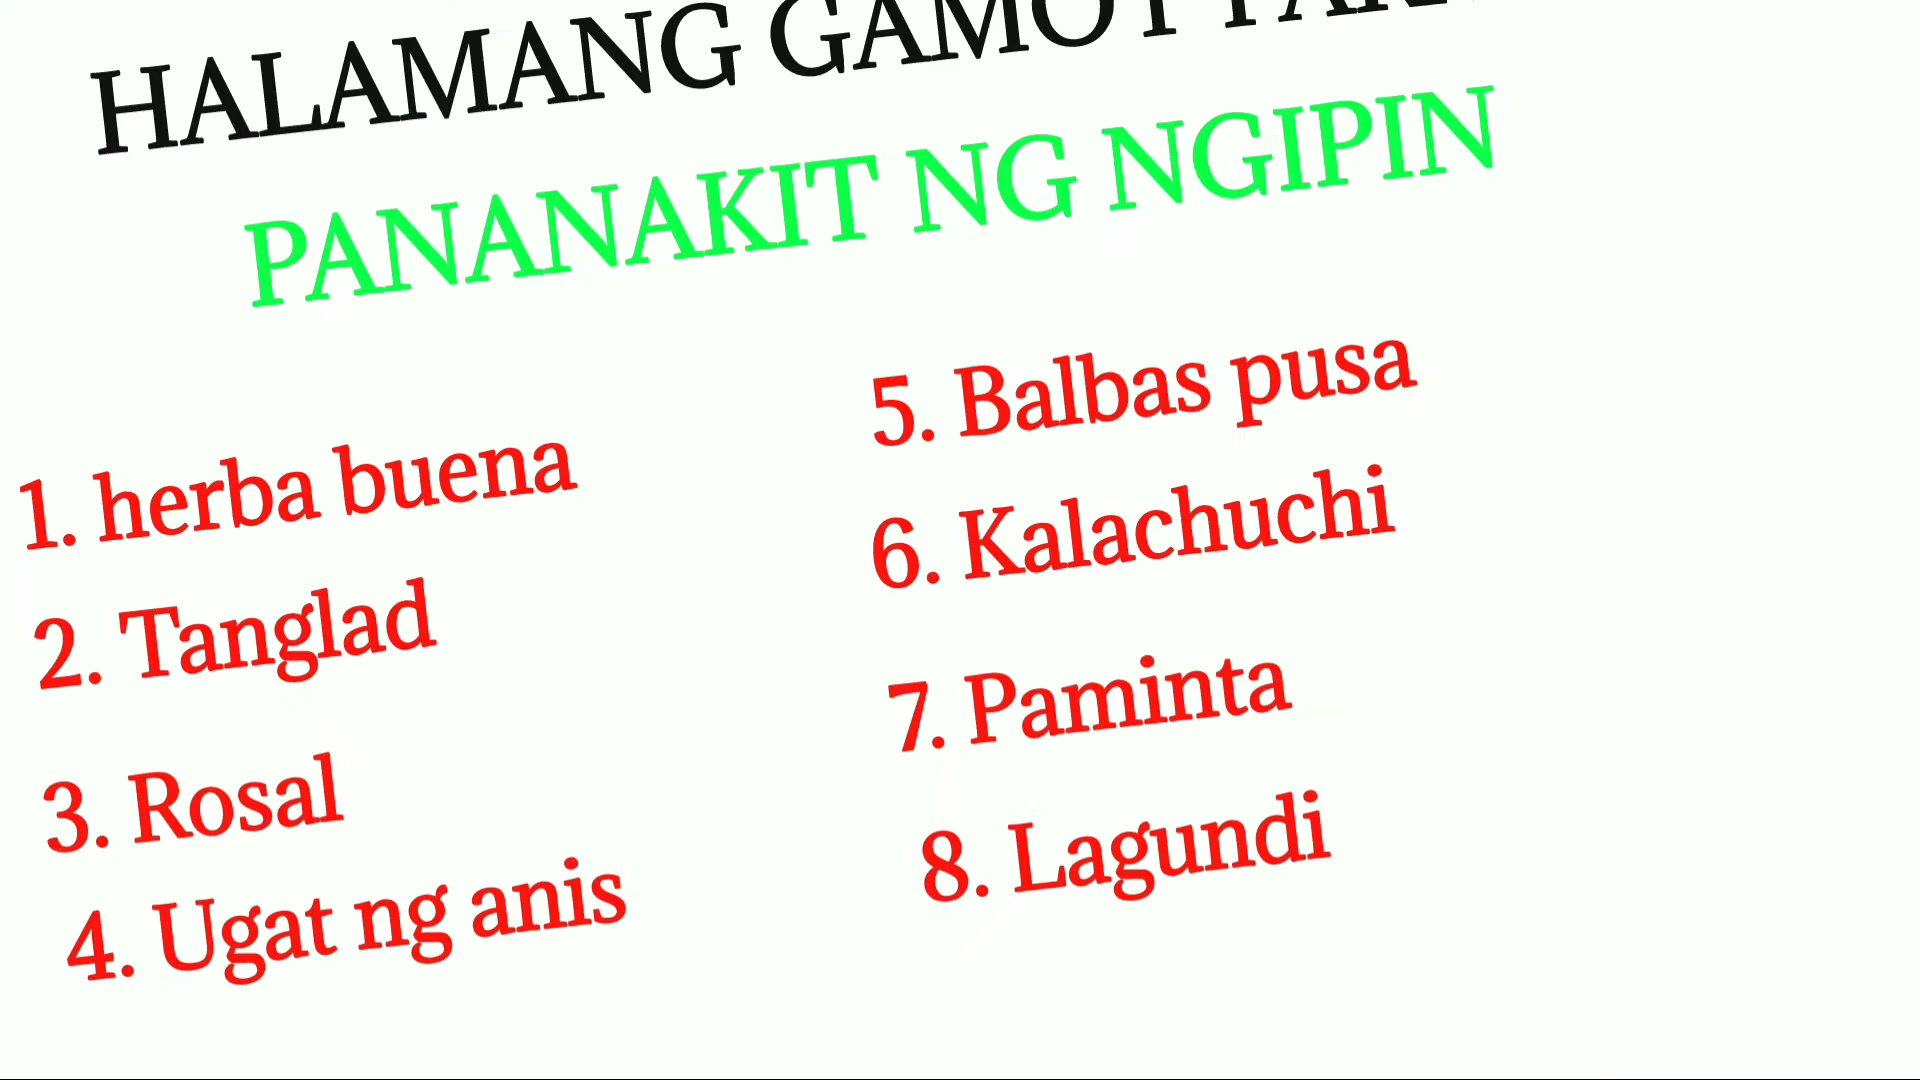 HALAMANG GAMOT
PANANAKIT NG NGIPIN
1. herba buena
2. Tanglad
3. Rosal
4. Ugat ng anis
5. Balbas pusa
6. Kalachuchi
7. Paminta
8. Lagundi